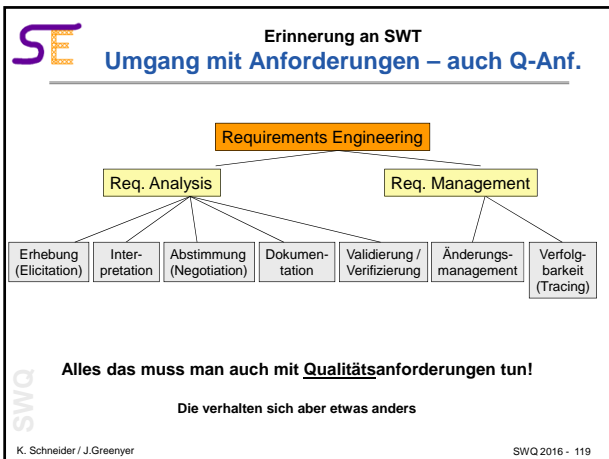 SE
Erinnerung an SWT
Umgang mit Anforderungen – auch Q-Anf.
Requirements Engineering
Req. Analysis
Req. Management
Erhebung
(Elicitation)
Inter-
pretation
Abstimmung
(Negotiation)
Dokumen-
tation
Validierung /
Verifizierung
Änderungs-
management
Verfolg-
barkeit
(Tracing)
Alles das muss man auch mit Qualitätsanforderungen tun!
Die verhalten sich aber etwas anders
SWQ
K. Schneider / J.Greenyer
SWQ 2016 - 119